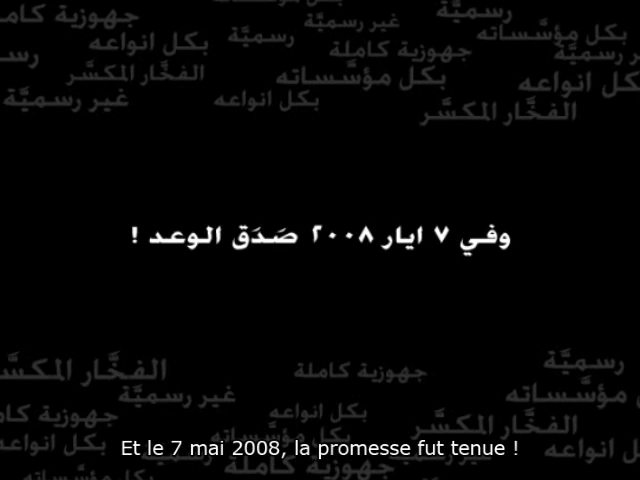 جهوزية كاملة
غير رسميَّة
رسميَّة
بكل انواعه
رسميَّة
جهوزية كاملة
بكل مؤسَّساته
الفخَّار المكسَّر
بكل مؤسَّساته
بكل انواعه
غير رسميَّة
بكل انواعه
الفخَّار المكسَّر
وفي ٧ ايار ٢٠٠٨ صَدَق الوعد !
الفخَّار المكسَّر
جهوزية كاملة
رسميَّة
غير رسميَّة
بكل مؤسَّساته
بكل انواعه
الفخَّار المكسَّر
بكل انواعه
Et le 7 mai 2008, la promesse fut tenue !
جهوزية كاملة